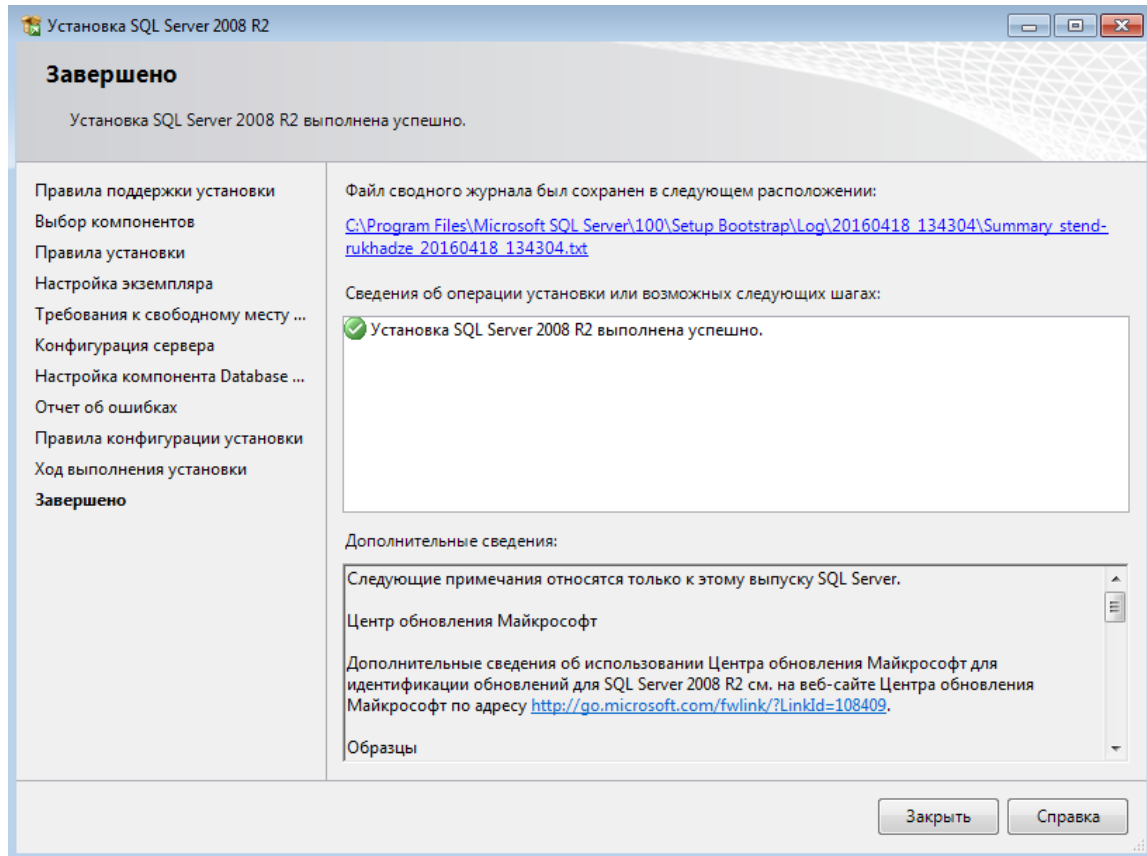 Установка SQL Server 2008 R2
Завершено
Установка SQL Server 2008 R2 выполнена успешно.
Правила поддержки установки
Выбор компонентов
Правила установки
Настройка экземпляра
Требования к свободному месту ...
Конфигурация сервера
Настройка компонента Database ...
Отчет об ошибках
Правила конфигурации установки
Ход выполнения установки
Завершено
Файл сводного журнала был сохранен в следующем расположении:
C:\Program Files\Microsoft SQL Server\100\Setup Bootstrap\Log\20160418_134304\Summary_stend-
rukhadze_20160418_134304.txt
Сведения об операции установки или возможных следующих шагах:
Установка SQL Server 2008 R2 выполнена успешно.
Дополнительные сведения:
Следующие примечания относятся только к этому выпуску SQL Server.
Центр обновления Майкрософт
Дополнительные сведения об использовании Центра обновления Майкрософт для
идентификации обновлений для SQL Server 2008 R2 см. на веб-сайте Центра обновления
Майкрософт по адресу http://go.microsoft.com/fwlink/?LinkId=108409.
Образцы
Закрыть
Справка